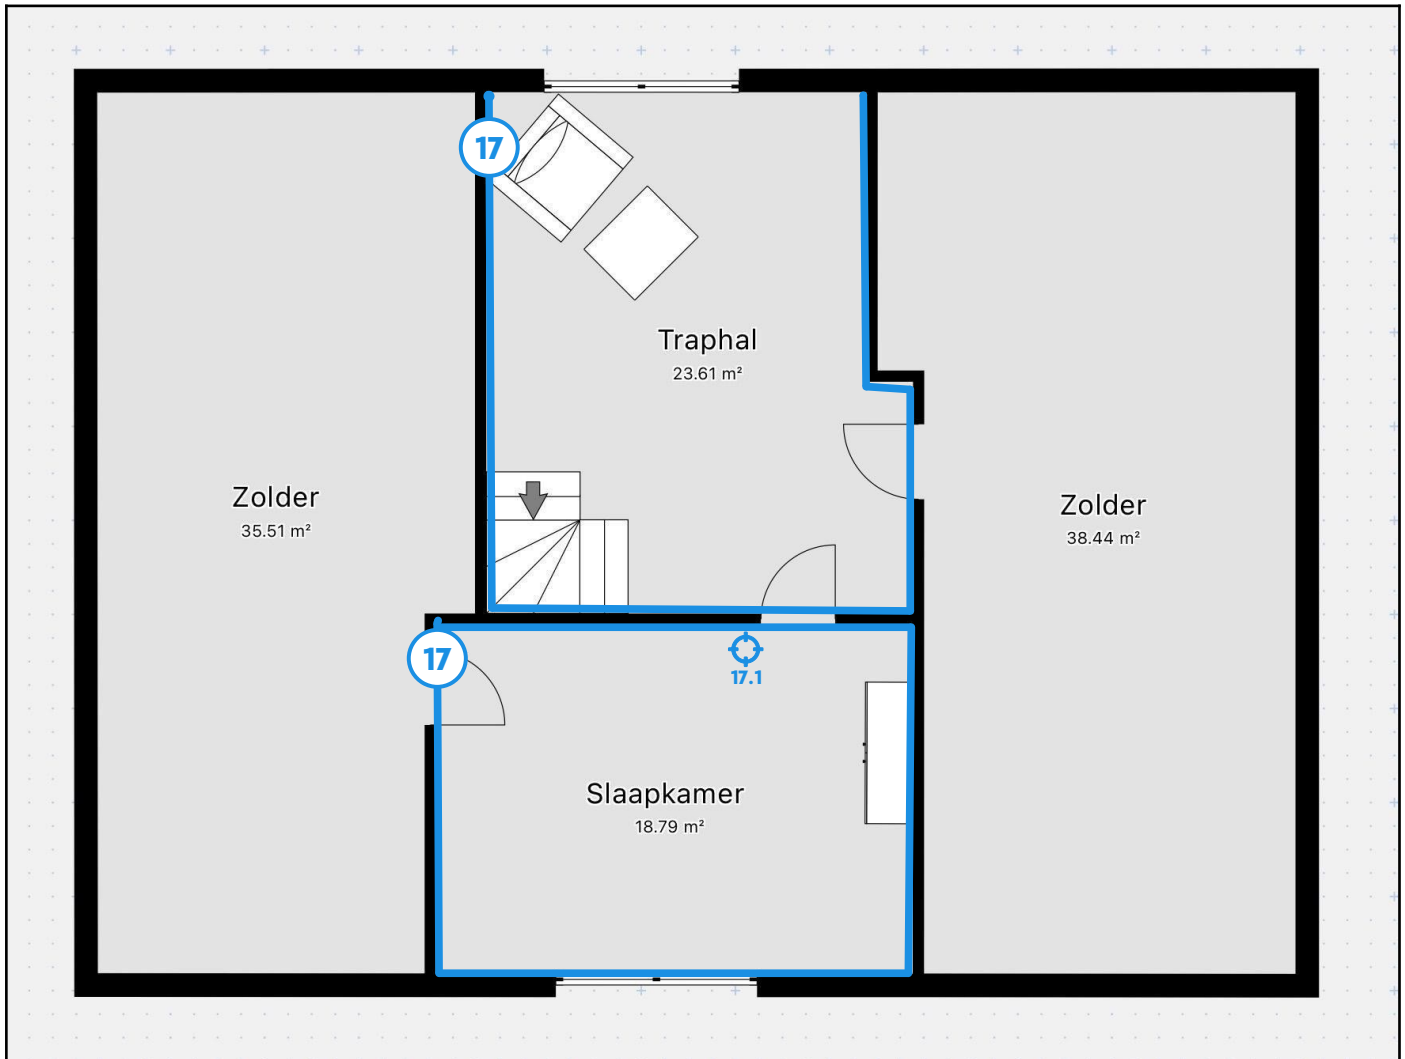 17
Traphal
23.61 m²
Zolder
35.51 m²
Zolder
38.44 m²
17
17.1
Slaapkamer
18.79 m²